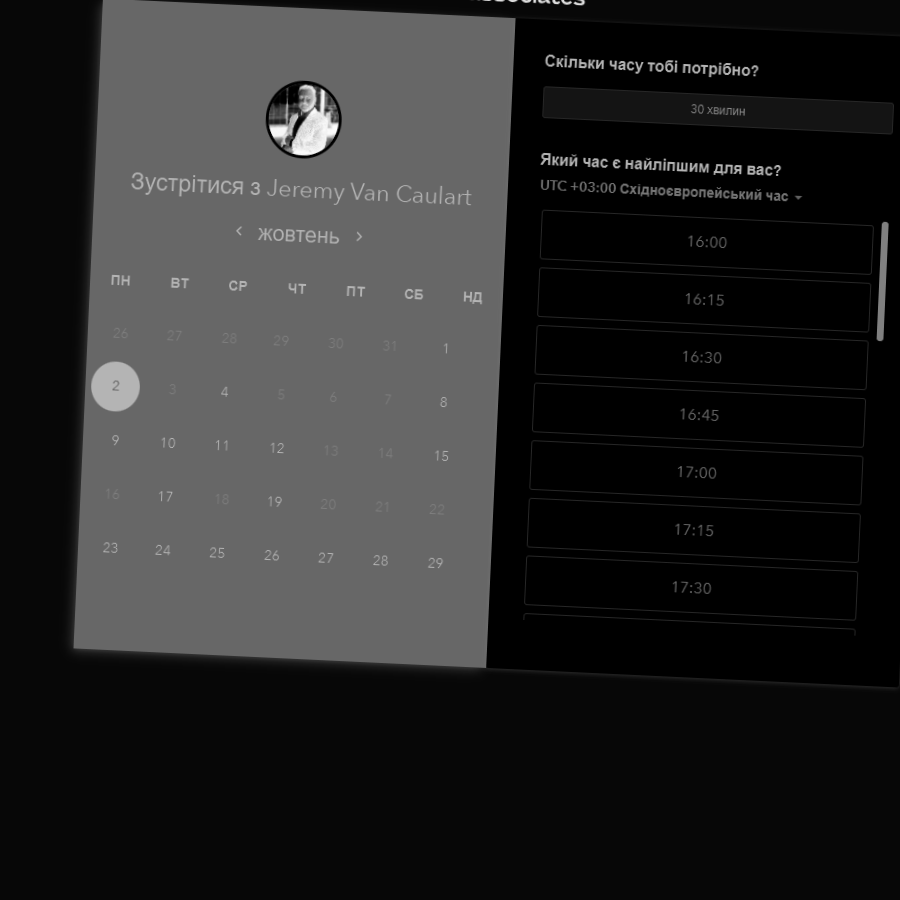 Зустрітися з Jeremy Van Caulart
‹ жовтень ›
ПН ВТ СР ЧТ ПТ СБ НД
26 27 28 29 30 31 1
2 3 4 5 6 7 8
9 10 11 12 13 14 15
16 17 18 19 20 21 22
23 24 25 26 27 28 29
Скільки часу тобі потрібно?
30 хвилин
Який час є найліпшим для вас?
UTC +03:00 Східноєвропейський час
16:00
16:15
16:30
16:45
17:00
17:15
17:30